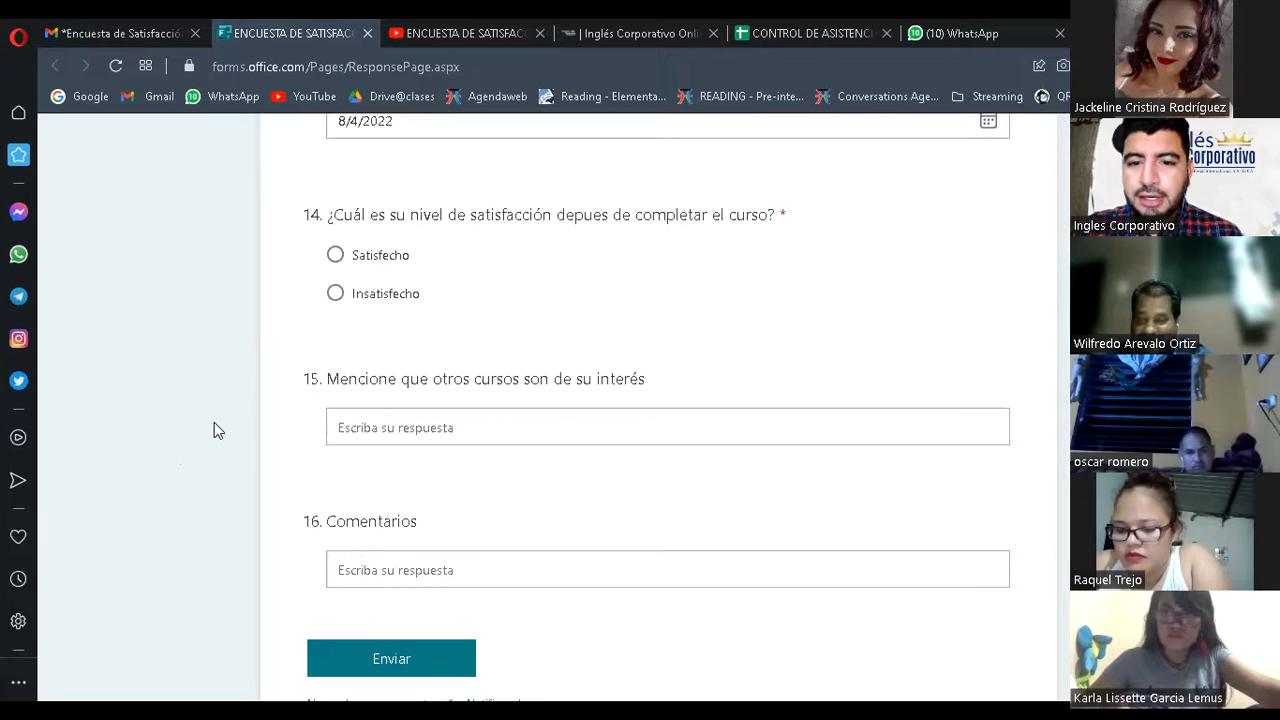 *Encuesta de Satisfacció
ENCUESTA DE SATISFAC
ENCUESTA DE SATISFAC
| Inglés Corporativo Onli
CONTROL DE ASISTENC
(10) WhatsApp
forms.office.com/Pages/ResponsePage.aspx
Google
Gmail
WhatsApp
YouTube
Drive@clases
Agendaweb
Reading - Elementa...
READING - Pre-inte...
Conversations Age...
Streaming
QR
8/4/2022
14. ¿Cuál es su nivel de satisfacción depues de completar el curso? *
Satisfecho
Insatisfecho
15. Mencione que otros cursos son de su interés
Escriba su respuesta
16. Comentarios
Escriba su respuesta
Enviar
Jackeline Cristina Rodríguez
lés
Corporativo
Ingles Corporativo
Wilfredo Arevalo Ortiz
oscar romero
Raquel Trejo
Karla Lissette Garcia Lemus